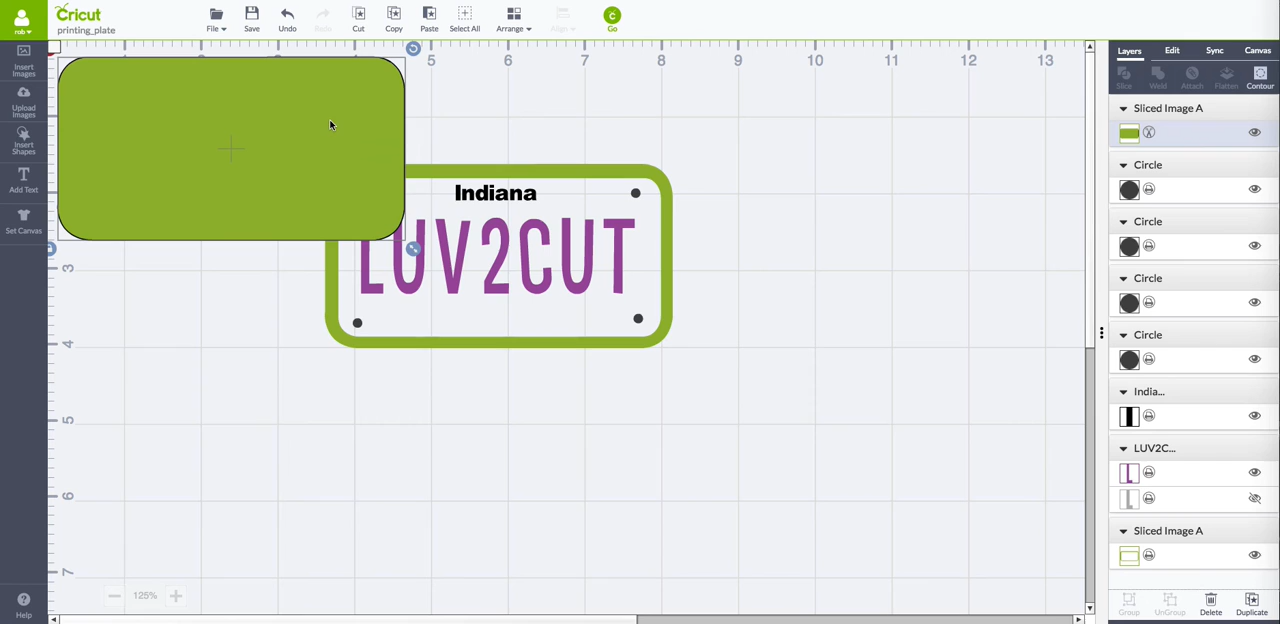 rob
Cricut
printing_plate
File
Save
Undo
Redo
Cut
Copy
Paste
Select All
Arrange
Align
C
Go
Insert Images
Upload Images
Insert Shapes
Add Text
Set Canvas
Help
5 6 7 8 9 10 11 12 13
3
4
5
6
7
Indiana
LUV2CUT
125%
Layers Edit Sync Canvas
Slice Weld Attach Flatten Contour
Sliced Image A
Circle
Circle
Circle
Circle
India...
LUV2C...
Sliced Image A
Group UnGroup Delete Duplicate